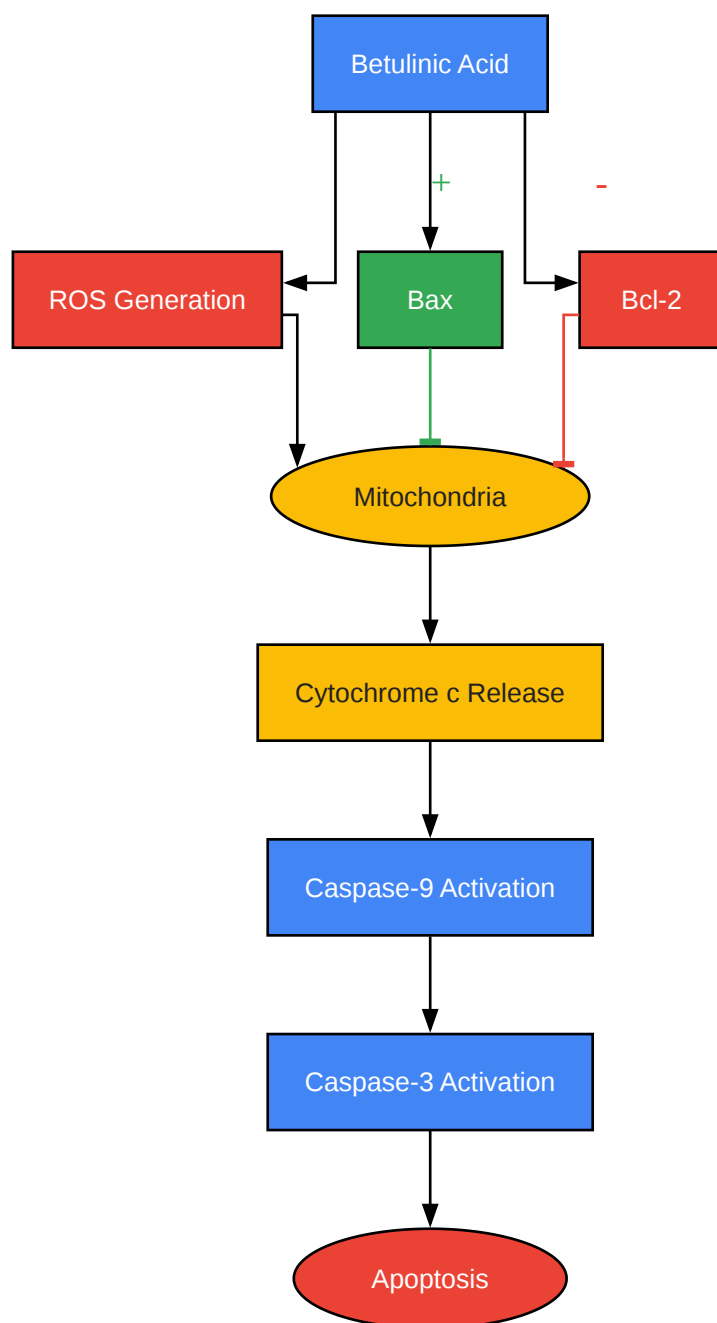 Betulinic Acid
+
-
ROS Generation
Bax
Bcl-2
Mitochondria
Cytochrome c Release
Caspase-9 Activation
Caspase-3 Activation
Apoptosis